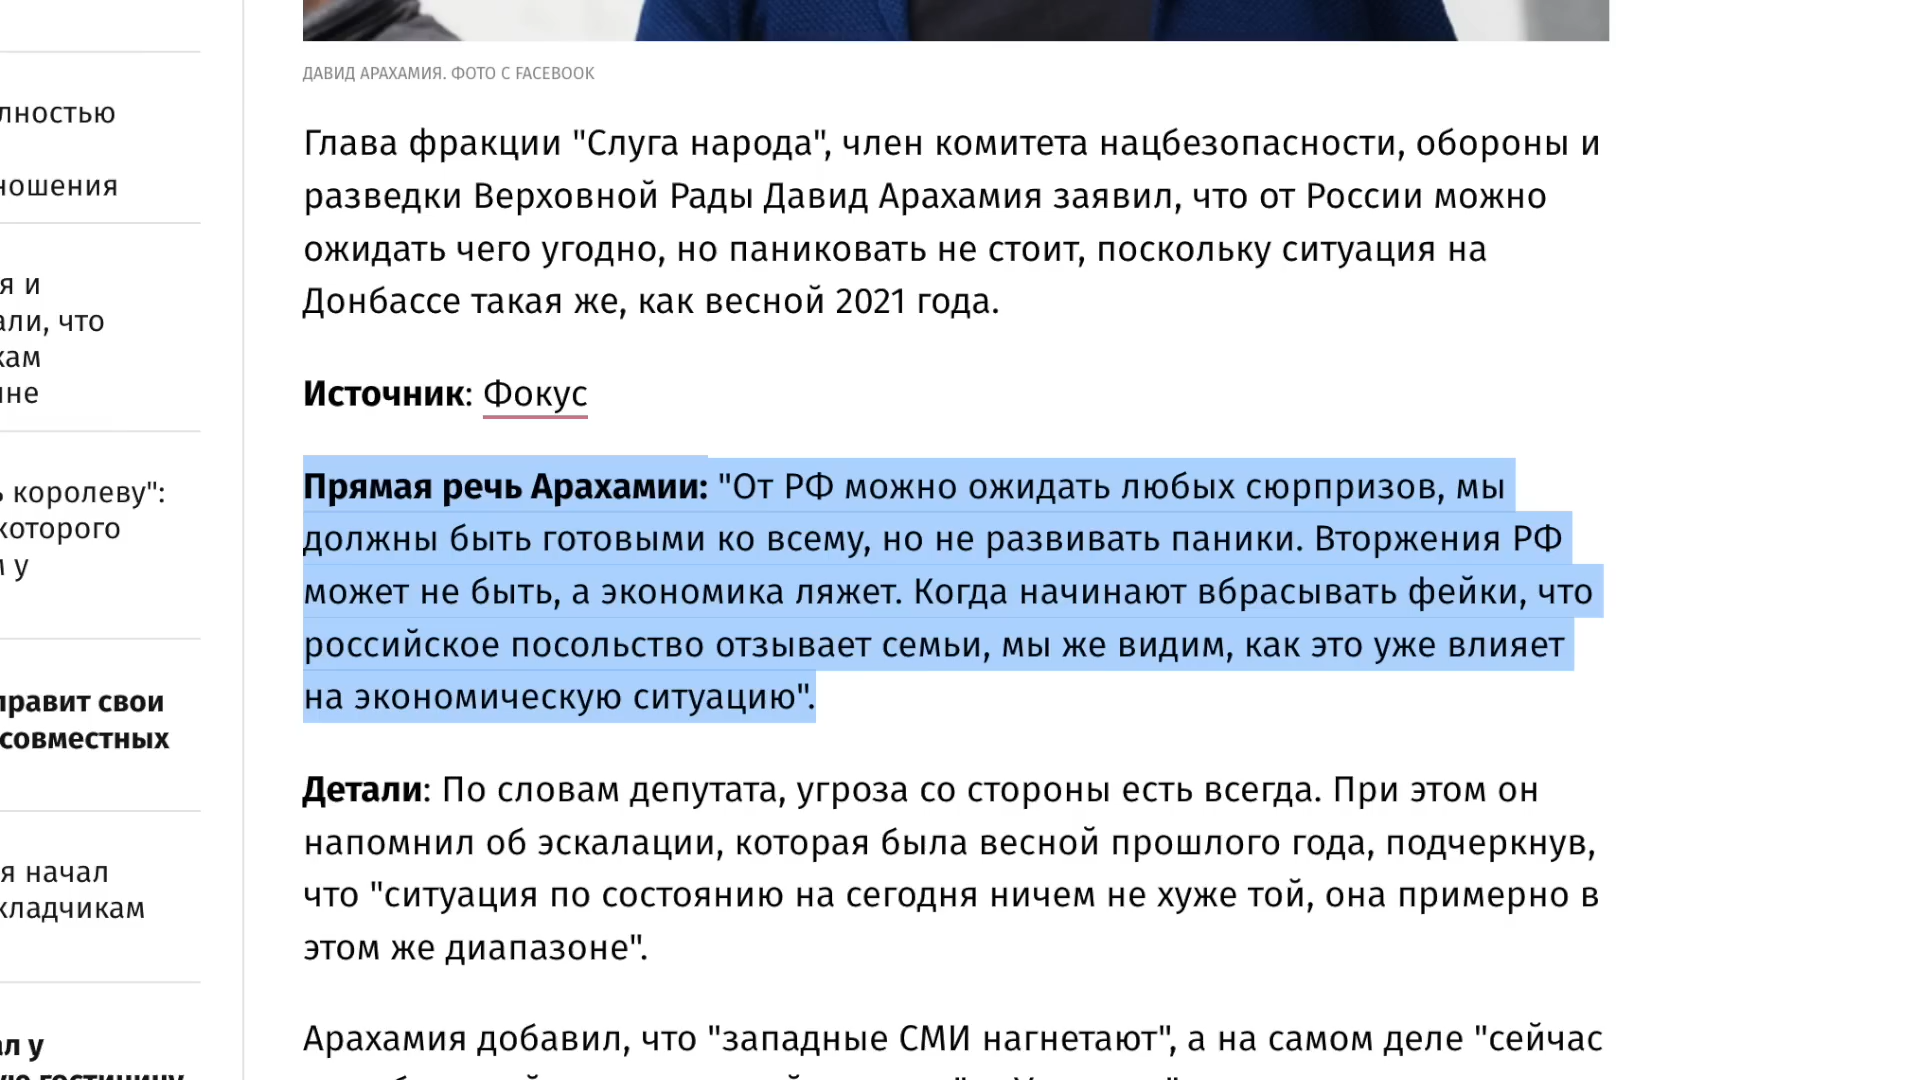 лностью
ношения
я и
али, что
кам
не
ь королеву":
которого
м у
правит свои
совместных
я начал
кладчикам
ал у
ую гостиницу
ДАВИД АРАХАМИЯ. ФОТО С FACEBOOK
Глава фракции "Слуга народа", член комитета нацбезопасности, обороны и
разведки Верховной Рады Давид Арахамия заявил, что от России можно
ожидать чего угодно, но паниковать не стоит, поскольку ситуация на
Донбассе такая же, как весной 2021 года.
Источник: Фокус
Прямая речь Арахамии: "От РФ можно ожидать любых сюрпризов, мы
должны быть готовыми ко всему, но не развивать паники. Вторжения РФ
может не быть, а экономика ляжет. Когда начинают вбрасывать фейки, что
российское посольство отзывает семьи, мы же видим, как это уже влияет
на экономическую ситуацию".
Детали: По словам депутата, угроза со стороны есть всегда. При этом он
напомнил об эскалации, которая была весной прошлого года, подчеркнув,
что "ситуация по состоянию на сегодня ничем не хуже той, она примерно в
этом же диапазоне".
Арахамия добавил, что "западные СМИ нагнетают", а на самом деле "сейчас